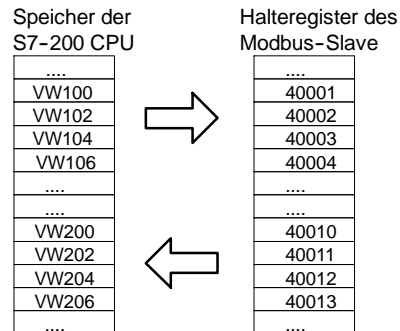 Speicher der
S7-200 CPU
....
VW100
VW102
VW104
VW106
....
....
VW200
VW202
VW204
VW206
....
Halteregister des
Modbus-Slave
....
40001
40002
40003
40004
....
....
40010
40011
40012
40013
....